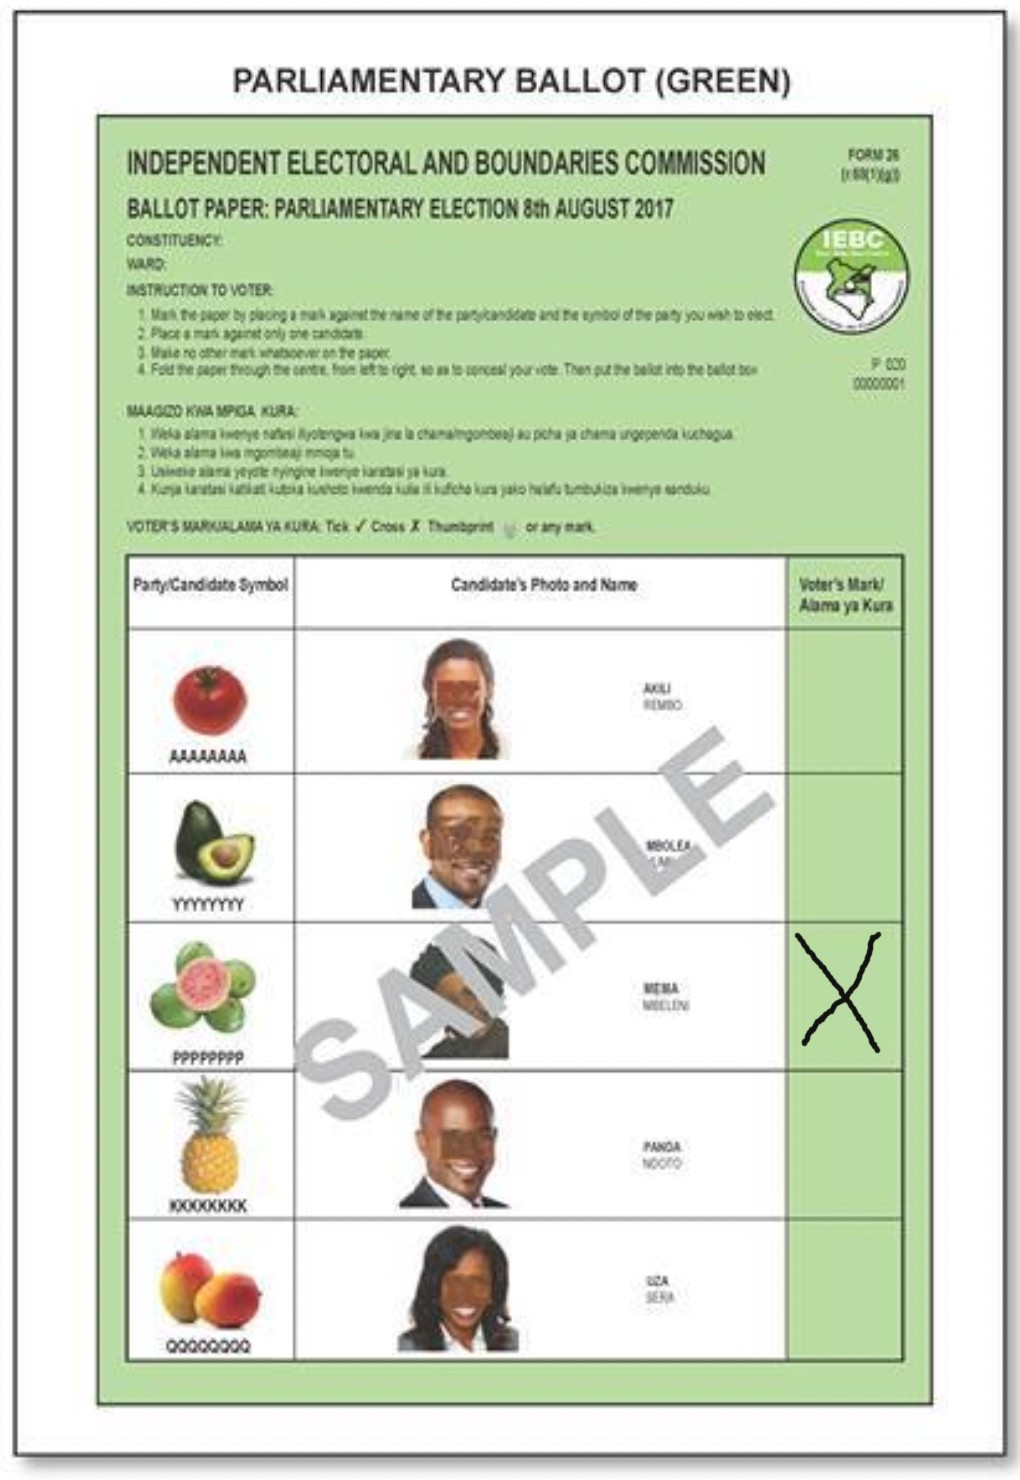 PARLIAMENTARY BALLOT (GREEN)
INDEPENDENT ELECTORAL AND BOUNDARIES COMMISSION
FORM 26
(r.68(1)(g))
BALLOT PAPER: PARLIAMENTARY ELECTION 8th AUGUST 2017
CONSTITUENCY:
WARD:
IEBC
INSTRUCTION TO VOTER:
1. Mark the paper by placing a mark against the name of the party/candidate and the symbol of the party you wish to elect.
2. Place a mark against only one candidate.
3. Make no other mark whatsoever on the paper.
4. Fold the paper through the centre, from left to right, so as to conceal your vote. Then put the ballot into the ballot box
P 020
00000001
MAAGIZO KWA MPIGA KURA:
1. Weka alama kwenye nafasi iliyotengwa kwa jina la chama/mgombeaji au picha ya chama ungependa kuchagua.
2. Weka alama kwa mgombeaji mmoja tu.
3. Usiweke alama yeyote nyingine kwenye karatasi ya kura.
4. Kunja karatasi katikati kutoka kushoto kwenda kulia ili kuficha kura yako halafu tumbukiza kwenye sanduku.
VOTER'S MARK/ALAMA YA KURA: Tick ✓ Cross X Thumbprint or any mark.
Party/Candidate Symbol
Candidate's Photo and Name
Voter's Mark/
Alama ya Kura
AKILI
REMBO
AAAAAAAA
MBOLEA
YYYYYYYY
MEMA
MBELENI
X
PPPPPPPP
PANDA
NDOTO
KKKKKKKK
UZA
SERA
QQQQQQQQ
SAMPLE